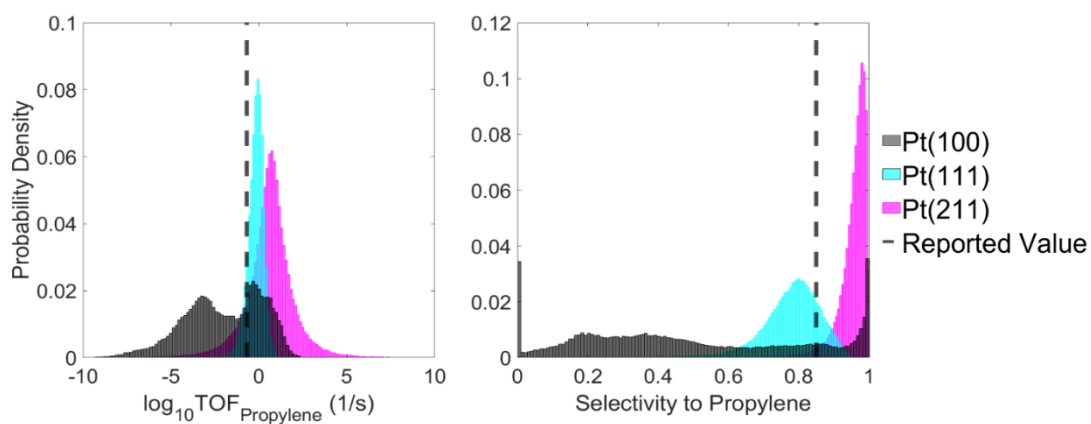 0.1
0.08
0.06
0.04
0.02
0
Probability Density
-10 -5 0 5 10
log10TOFPropylene (1/s)
0.12
0.1
0.08
0.06
0.04
0.02
0
0 0.2 0.4 0.6 0.8 1
Selectivity to Propylene
Pt(100)
Pt(111)
Pt(211)
Reported Value